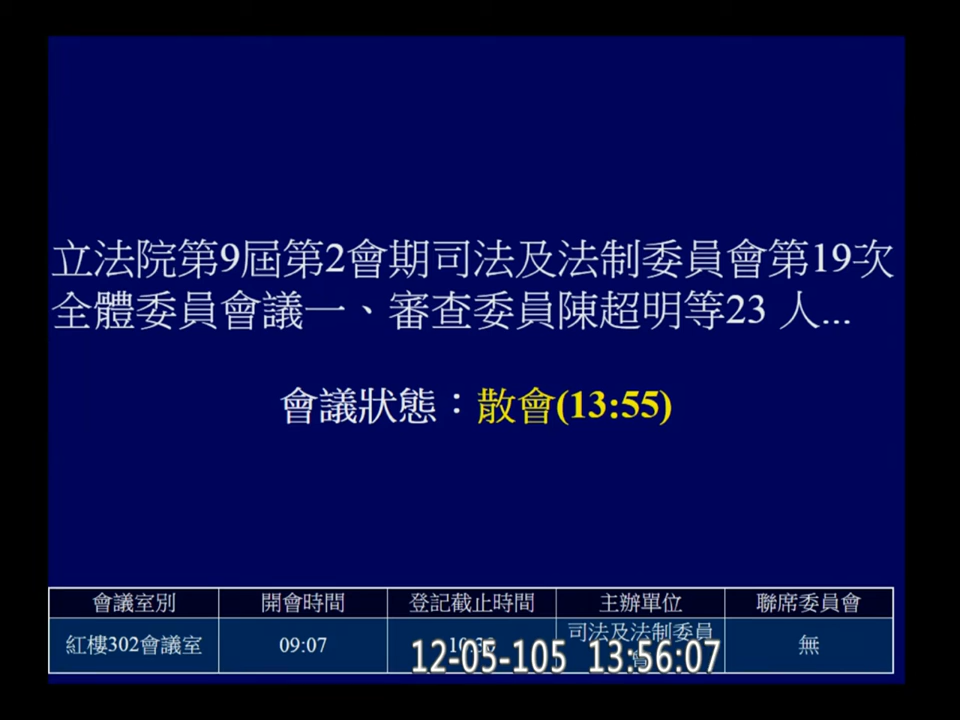 立法院第9屆第2會期司法及法制委員會第19次
全體委員會議一、審查委員陳超明等23 人...
會議狀態：散會(13:55)
會議室別 開會時間 登記截止時間 主辦單位 聯席委員會
紅樓302會議室 09:07 司法及法制委員 無
12-05-105 13:56:07